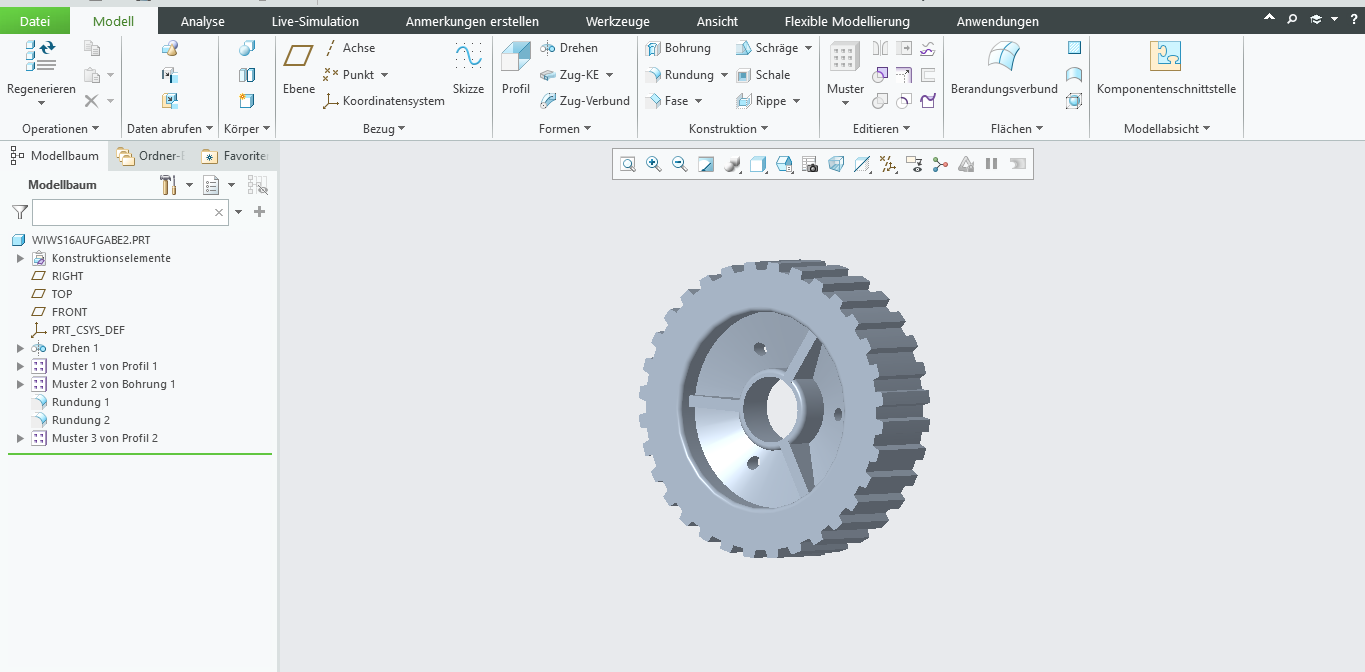 Datei Modell Analyse Live-Simulation Anmerkungen erstellen Werkzeuge Ansicht Flexible Modellierung Anwendungen ?
Regenerieren
Operationen
Daten abrufen
Körper
Ebene
Achse
Punkt
Koordinatensystem
Skizze
Bezug
Profil
Drehen
Zug-KE
Zug-Verbund
Formen
Bohrung
Rundung
Fase
Schräge
Schale
Rippe
Konstruktion
Muster
Editieren
Berandungsverbund
Flächen
Komponentenschnittstelle
Modellabsicht
Modellbaum Ordner- Favorite
Modellbaum
WIWS16AUFGABE2.PRT
Konstruktionselemente
RIGHT
TOP
FRONT
PRT_CSYS_DEF
Drehen 1
Muster 1 von Profil 1
Muster 2 von Bohrung 1
Rundung 1
Rundung 2
Muster 3 von Profil 2